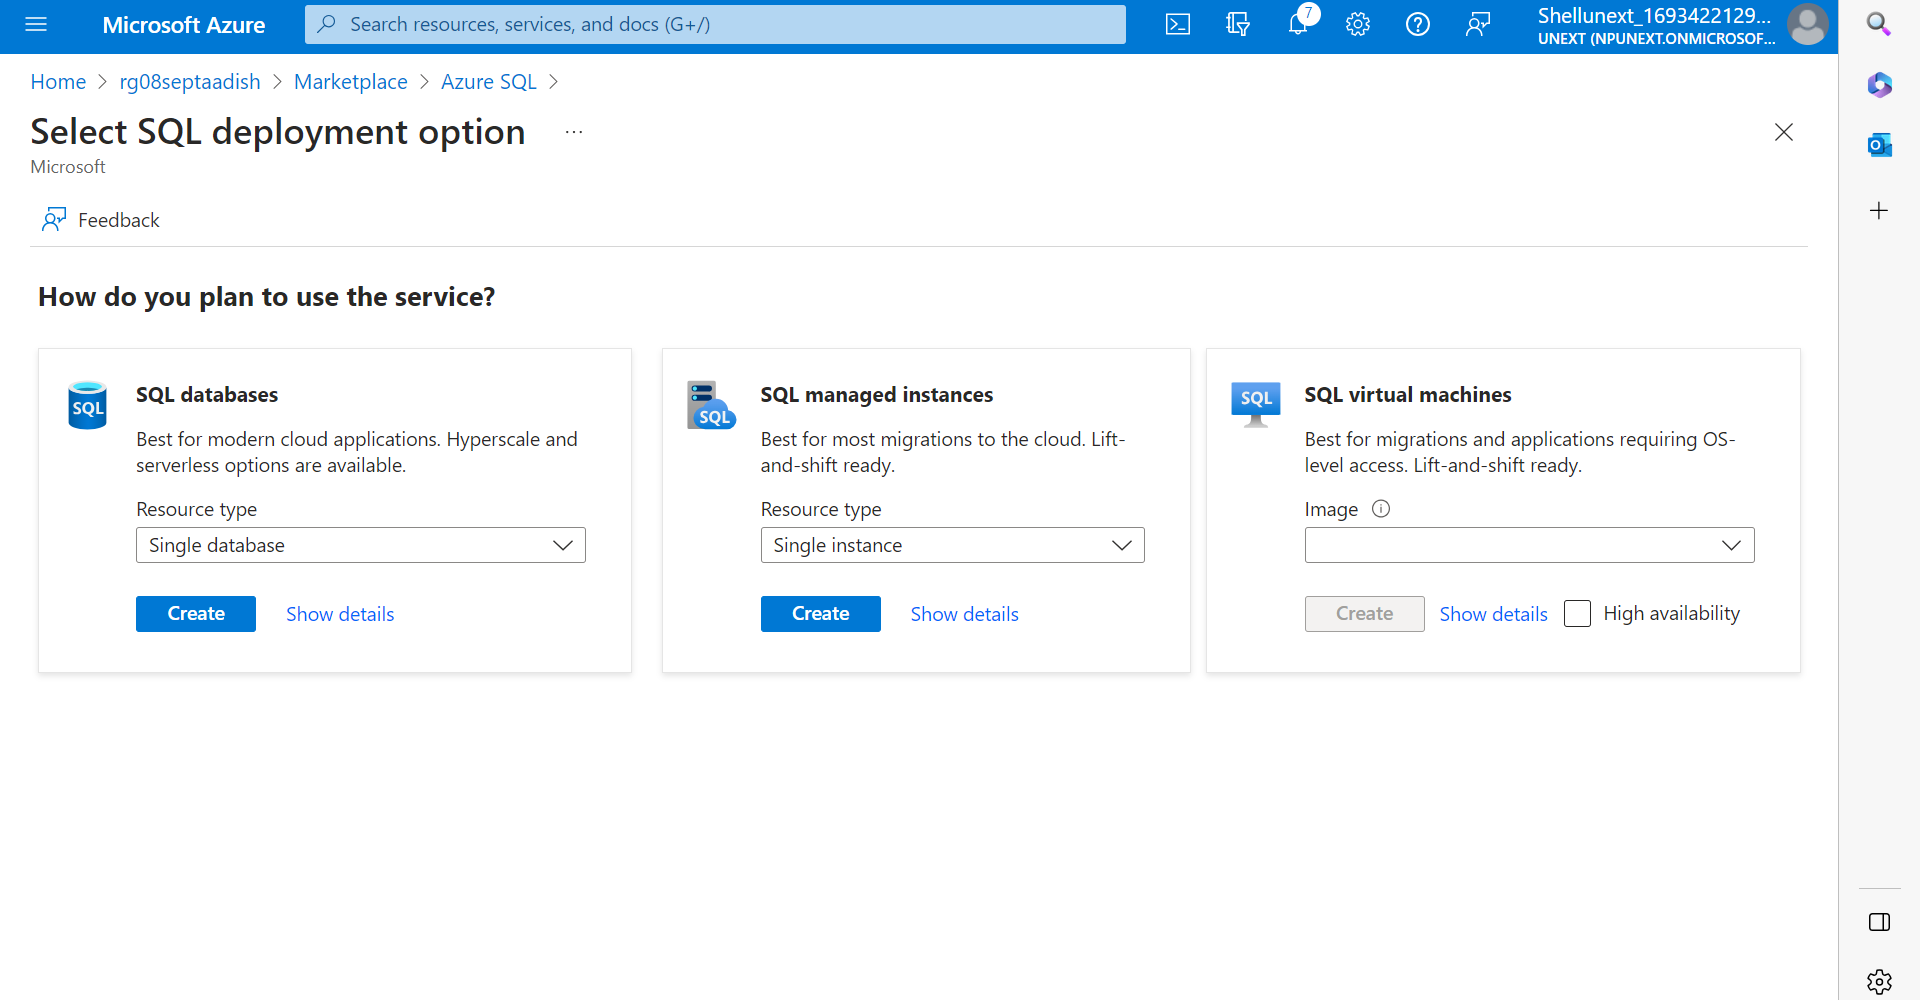 Microsoft Azure
Search resources, services, and docs (G+/)
7
Shellunext_1693422129...
UNEXT (NPUNEXT.ONMICROSOF...
Home > rg08septaadish > Marketplace > Azure SQL >
Select SQL deployment option ...
Microsoft
Feedback
How do you plan to use the service?
SQL
SQL databases
Best for modern cloud applications. Hyperscale and
serverless options are available.
Resource type
Single database
Create
Show details
SQL
SQL managed instances
Best for most migrations to the cloud. Lift-
and-shift ready.
Resource type
Single instance
Create
Show details
SQL
SQL virtual machines
Best for migrations and applications requiring OS-
level access. Lift-and-shift ready.
Image
Create
Show details
High availability